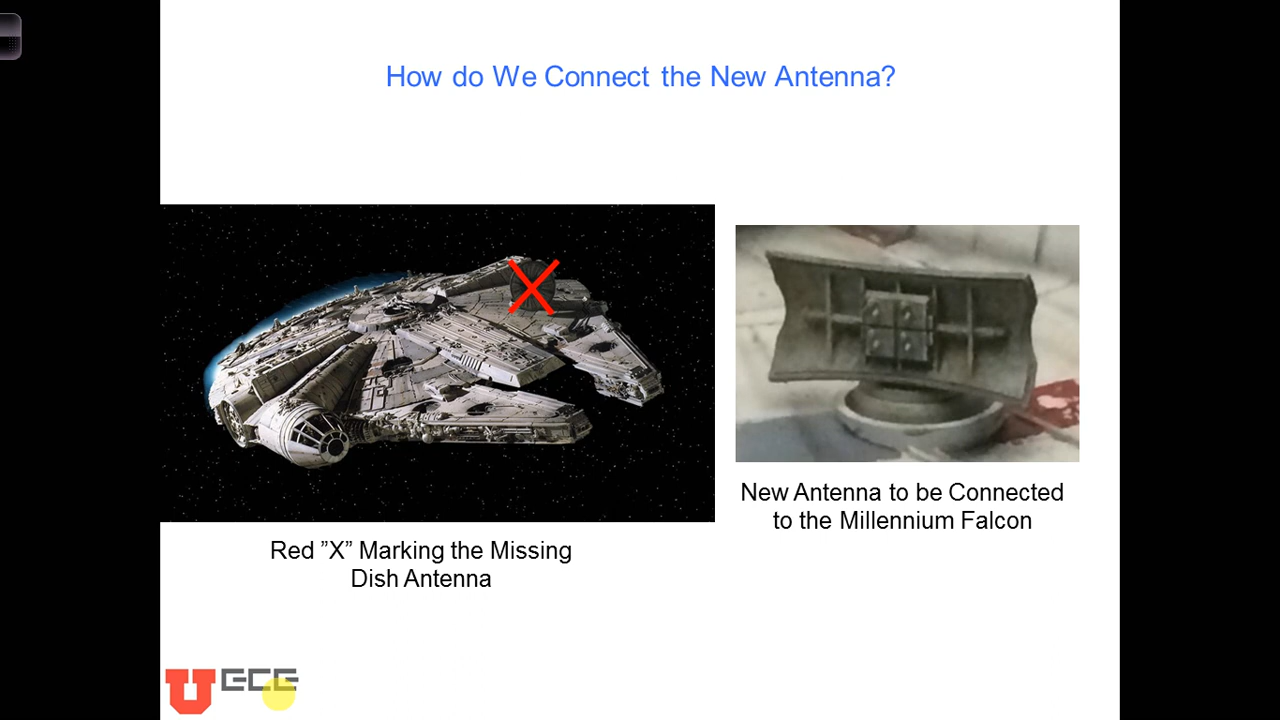 How do We Connect the New Antenna?
New Antenna to be Connected
to the Millennium Falcon
Red ”X” Marking the Missing
Dish Antenna
U ECE